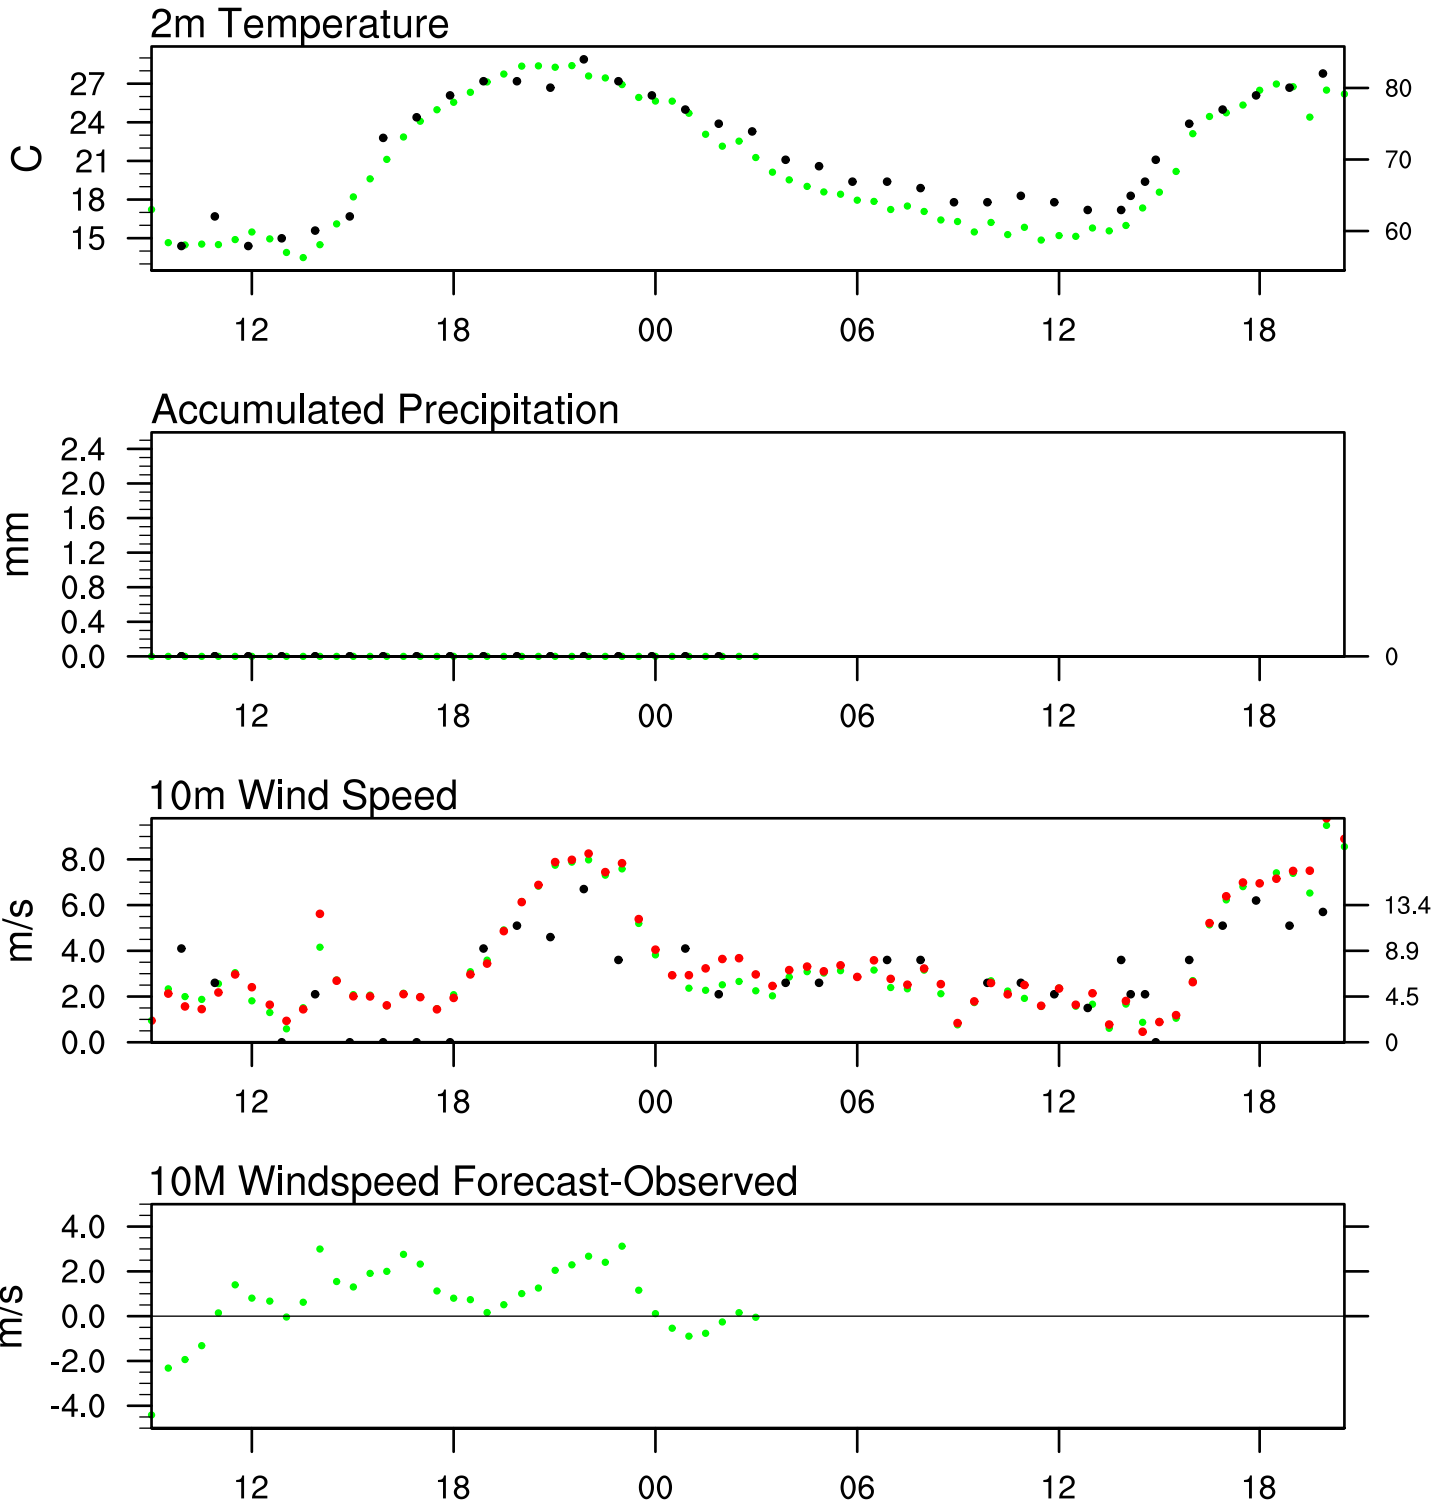 2m Temperature
27
24
21
18
15
C
80
70
60
12 18 00 06 12 18
Accumulated Precipitation
2.4
2.0
1.6
1.2
0.8
0.4
0.0
mm
0
12 18 00 06 12 18
10m Wind Speed
8.0
6.0
4.0
2.0
0.0
m/s
13.4
8.9
4.5
0
12 18 00 06 12 18
10M Windspeed Forecast-Observed
4.0
2.0
0.0
-2.0
-4.0
m/s
12 18 00 06 12 18